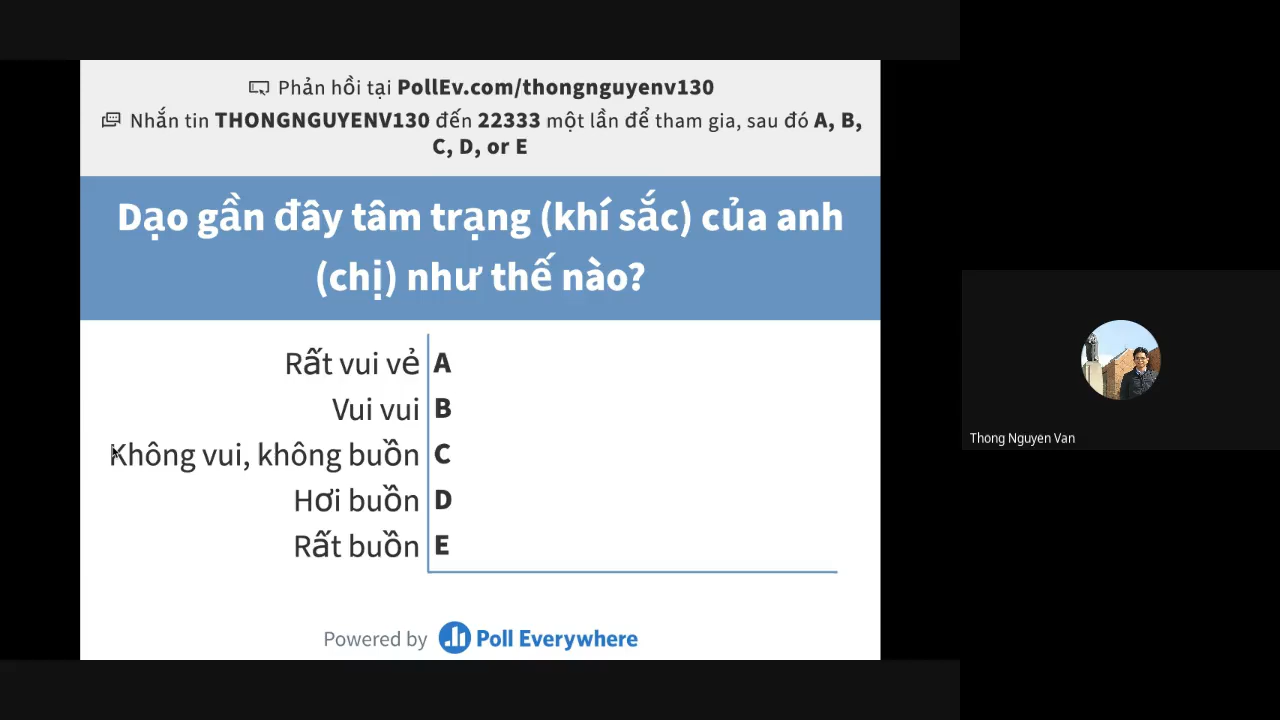 Phản hồi tại PollEv.com/thongnguyenv130
Nhắn tin THONGNGUYENV130 đến 22333 một lần để tham gia, sau đó A, B,
C, D, or E
Dạo gần đây tâm trạng (khí sắc) của anh
(chị) như thế nào?
Rất vui vẻ A
Vui vui B
Không vui, không buồn C
Hơi buồn D
Rất buồn E
Powered by Poll Everywhere
Thong Nguyen Van